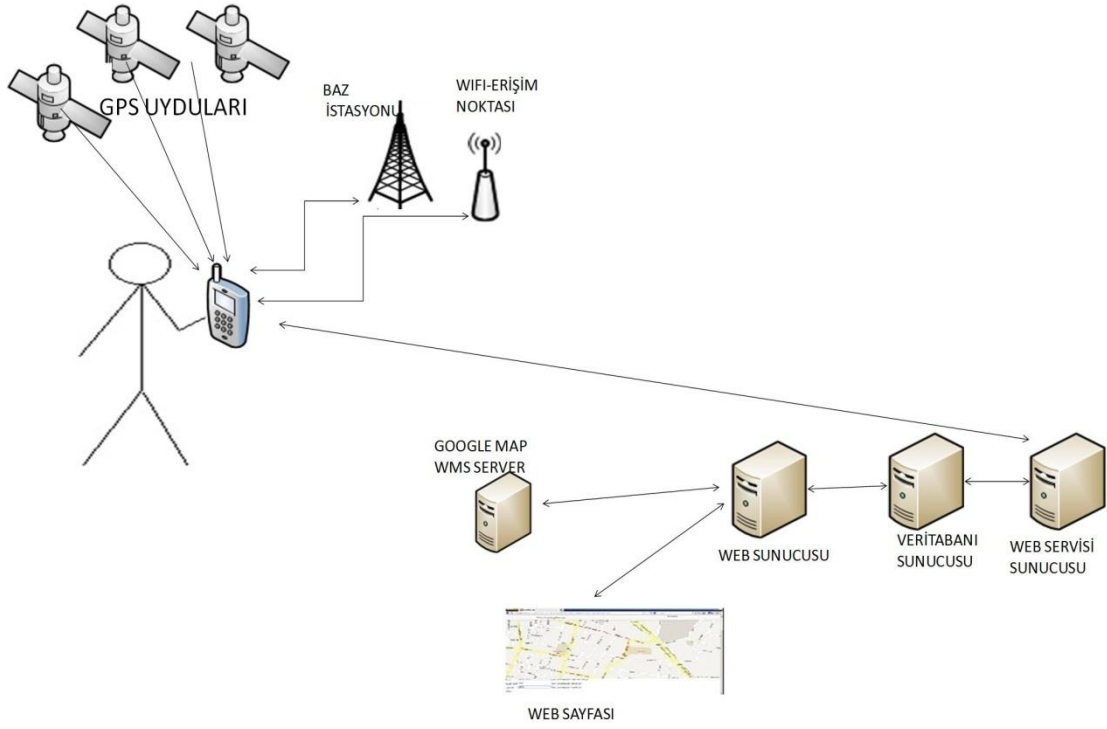 GPS UYDULARI
BAZ
İSTASYONU
WIFI-ERİŞİM
NOKTASI
GOOGLE MAP
WMS SERVER
WEB SUNUCUSU
VERİTABANI
SUNUCUSU
WEB SERVİSİ
SUNUCUSU
WEB SAYFASI